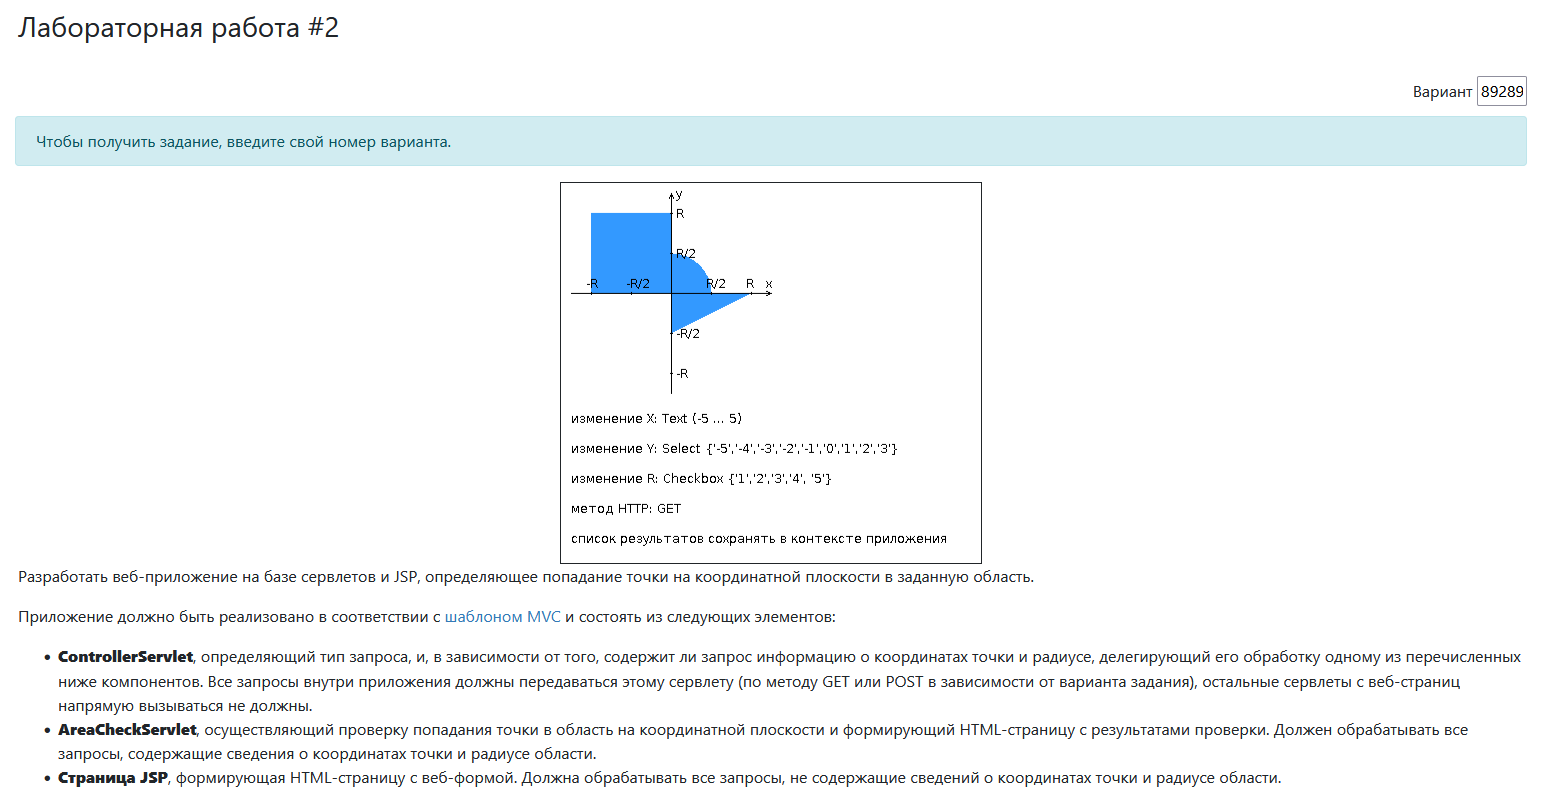 Лабораторная работа #2
Вариант 89289
Чтобы получить задание, введите свой номер варианта.
y
R
R/2
-R -R/2 R/2 R x
-R/2
-R
изменение X: Text (-5 ... 5)
изменение Y: Select {'-5','-4','-3','-2','-1','0','1','2','3'}
изменение R: Checkbox {'1','2','3','4', '5'}
метод HTTP: GET
список результатов сохранять в контексте приложения
Разработать веб-приложение на базе сервлетов и JSP, определяющее попадание точки на координатной плоскости в заданную область.
Приложение должно быть реализовано в соответствии с шаблоном MVC и состоять из следующих элементов:
• ControllerServlet, определяющий тип запроса, и, в зависимости от того, содержит ли запрос информацию о координатах точки и радиусе, делегирующий его обработку одному из перечисленных
ниже компонентов. Все запросы внутри приложения должны передаваться этому сервлету (по методу GET или POST в зависимости от варианта задания), остальные сервлеты с веб-страниц
напрямую вызываться не должны.
• AreaCheckServlet, осуществляющий проверку попадания точки в область на координатной плоскости и формирующий HTML-страницу с результатами проверки. Должен обрабатывать все
запросы, содержащие сведения о координатах точки и радиусе области.
• Страница JSP, формирующая HTML-страницу с веб-формой. Должна обрабатывать все запросы, не содержащие сведений о координатах точки и радиусе области.